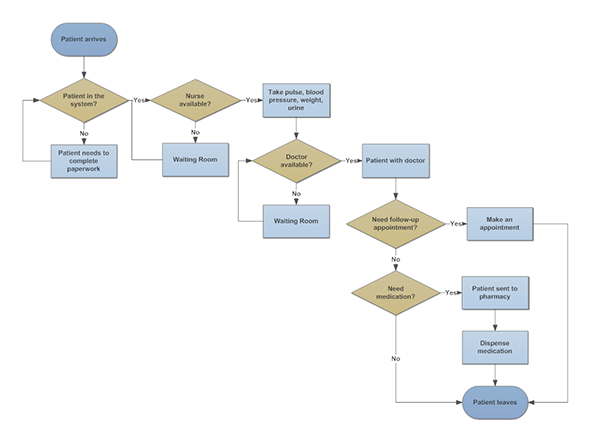 Patient arrives
Patient in the
system?
Yes
Nurse
available?
Yes
Take pulse, blood
pressure, weight,
urine
No
Patient needs to
complete
paperwork
No
Waiting Room
Doctor
available?
Yes
Patient with doctor
No
Waiting Room
Need follow-up
appointment?
Yes
Make an
appointment
No
Need
medication?
Yes
Patient sent to
pharmacy
Dispense
medication
No
Patient leaves